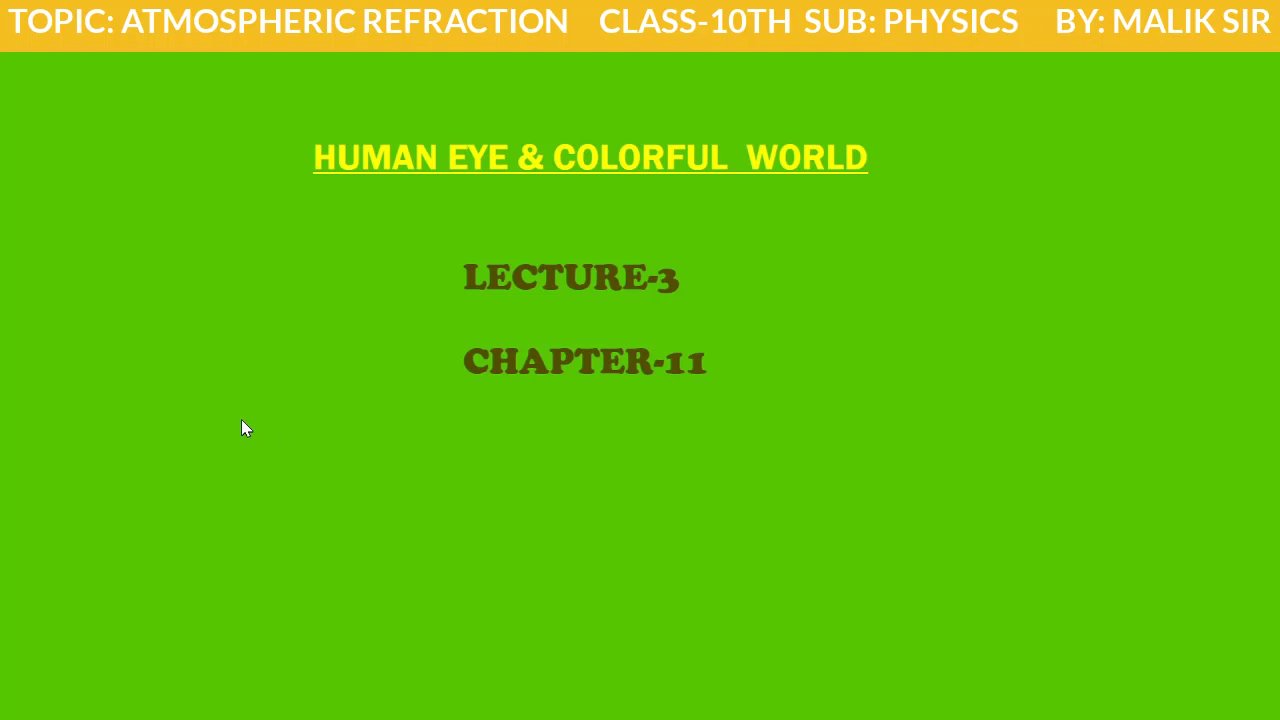 TOPIC: ATMOSPHERIC REFRACTION CLASS-10TH SUB: PHYSICS BY: MALIK SIR
HUMAN EYE & COLORFUL WORLD
LECTURE-3
CHAPTER-11